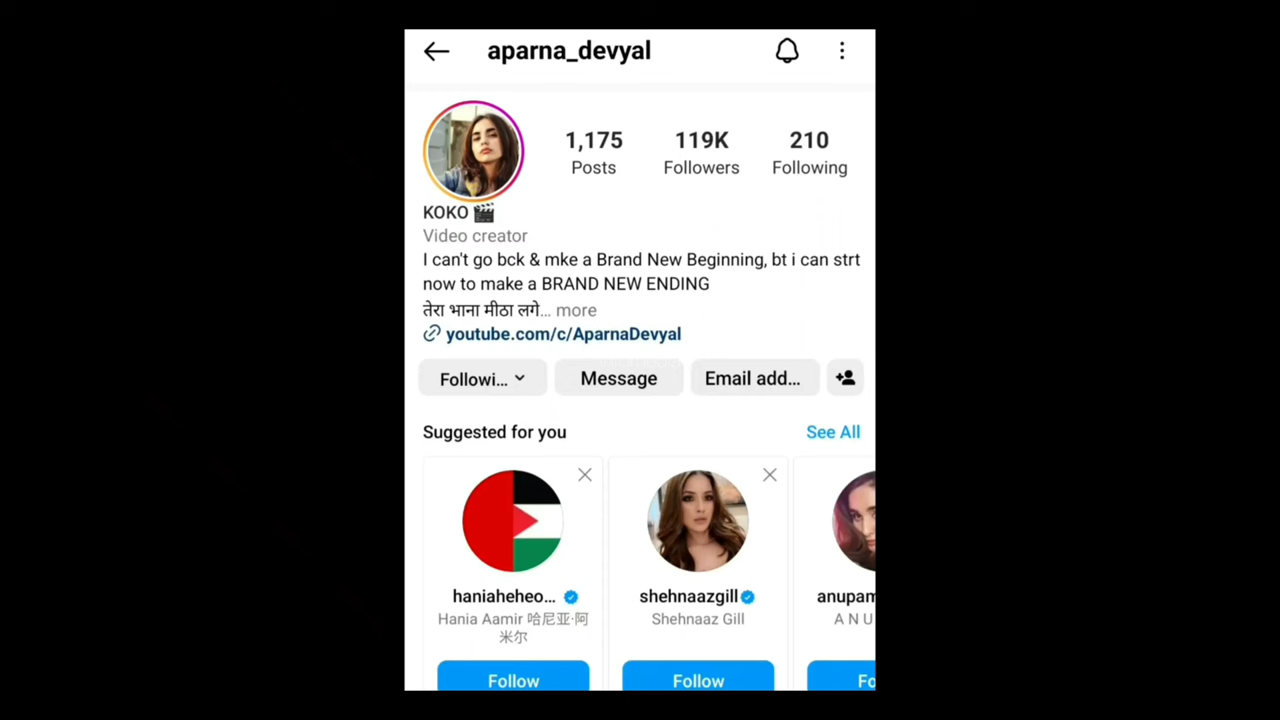 aparna_devyal
1,175 119K 210
Posts Followers Following
KOKO 🎬
Video creator
I can't go bck & mke a Brand New Beginning, bt i can strt
now to make a BRAND NEW ENDING
तेरा भाना मीठा लगे... more
youtube.com/c/AparnaDevyal
Followi... Message Email add...
Suggested for you See All
haniaheheo... shehnaazgill anupam
Hania Aamir 哈尼亚·阿 Shehnaaz Gill A N U
米尔
Follow Follow Fo